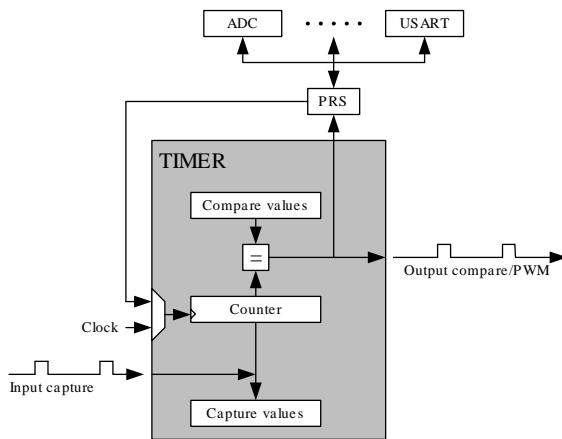 ADC
USART
PRS
TIMER
Compare values
=
Output compare/PWM
Counter
Clock
Input capture
Capture values